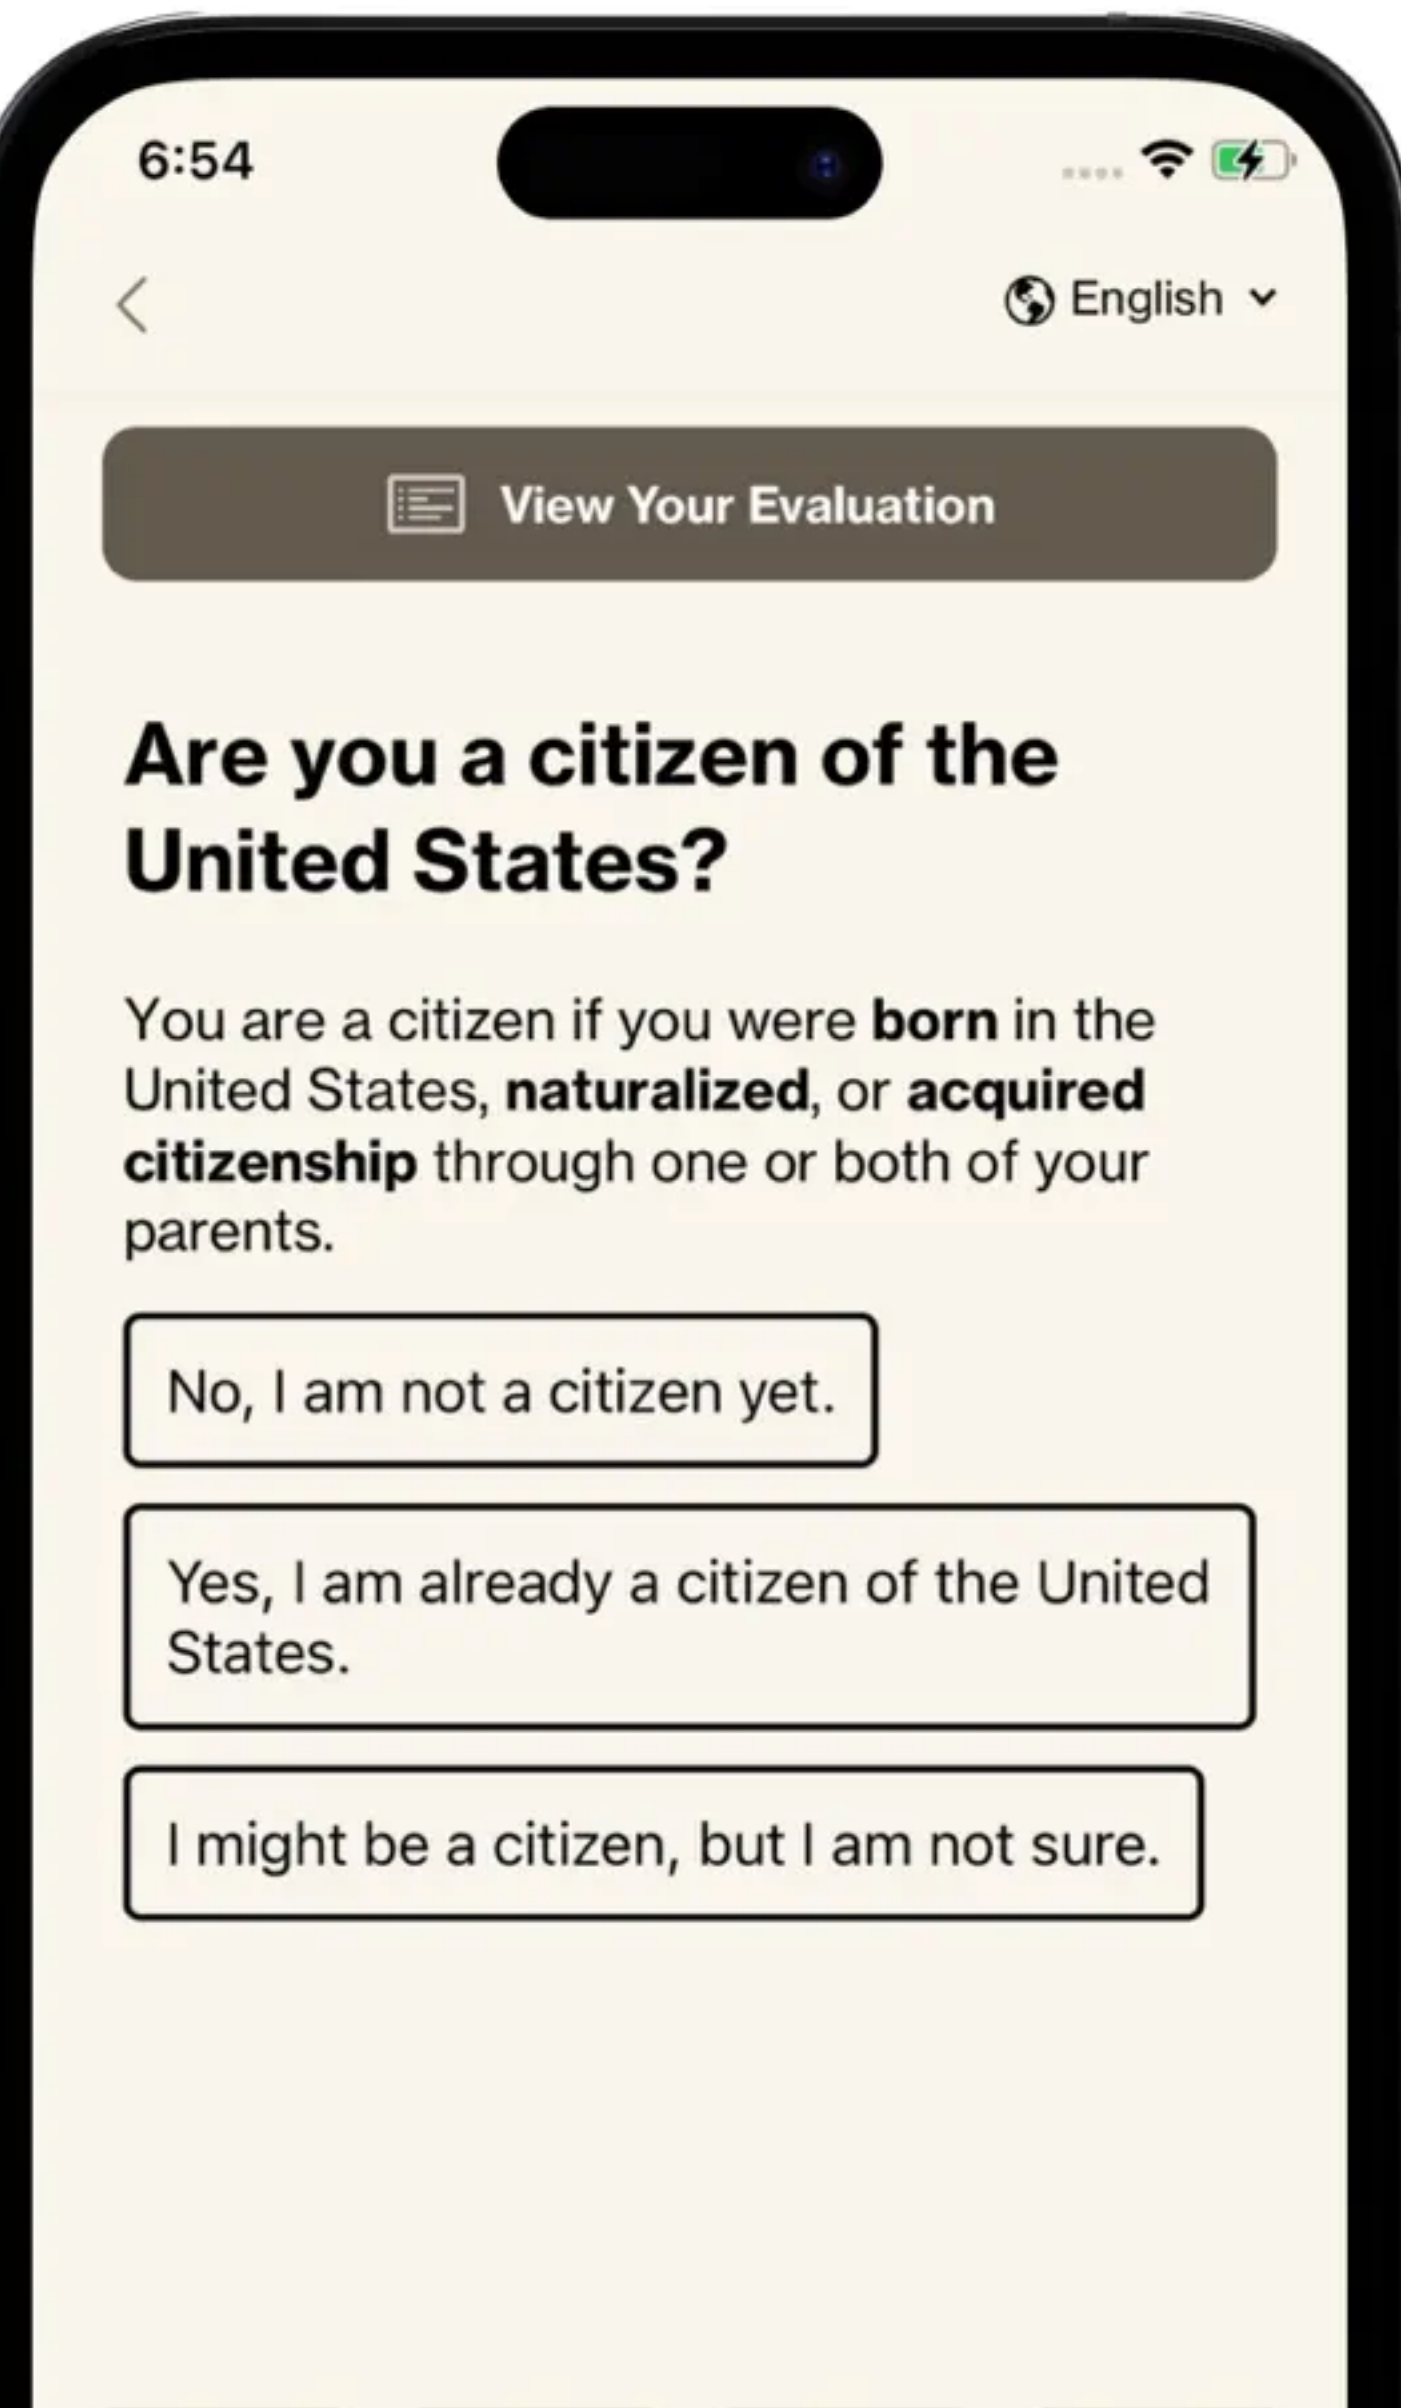 6:54
English
View Your Evaluation
Are you a citizen of the
United States?
You are a citizen if you were born in the
United States, naturalized, or acquired
citizenship through one or both of your
parents.
No, I am not a citizen yet.
Yes, I am already a citizen of the United
States.
I might be a citizen, but I am not sure.